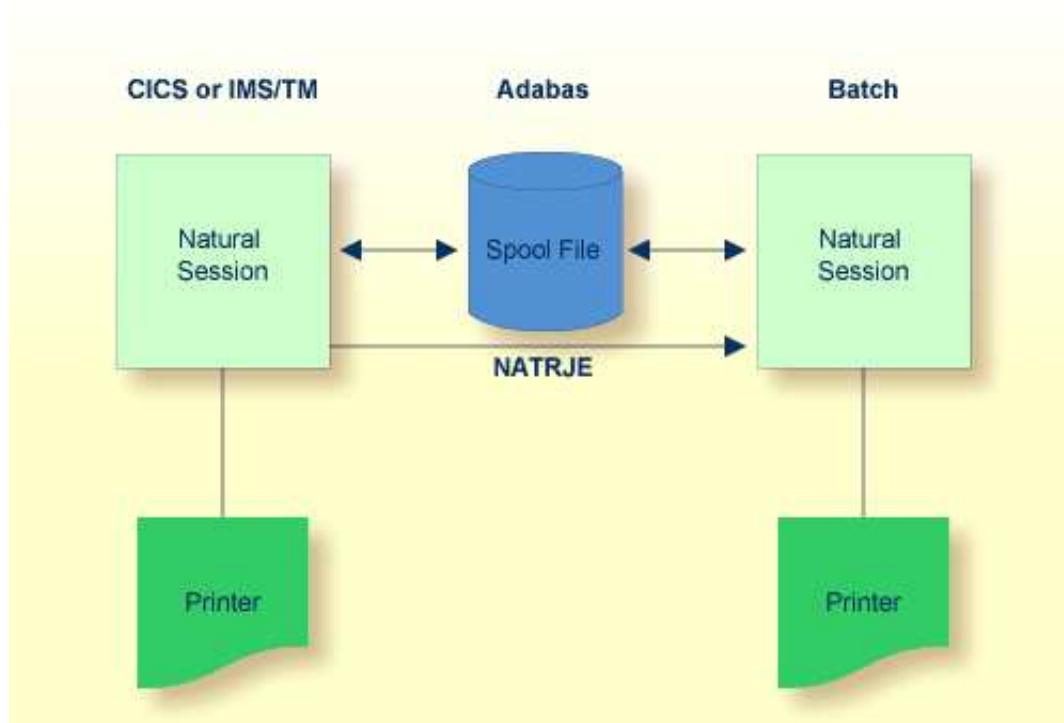 CICS or IMS/TM
Adabas
Batch
Natural
Session
Spool File
Natural
Session
NATRJE
Printer
Printer